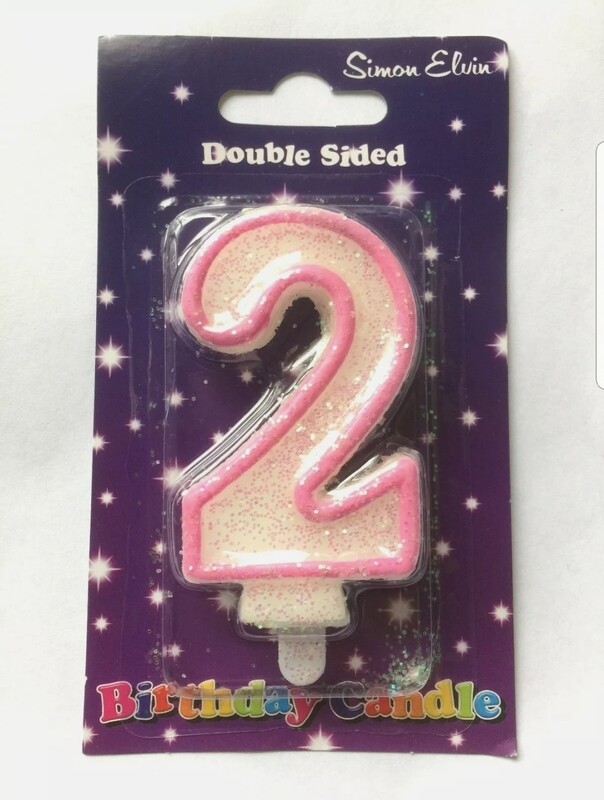 Simon Elvin
Double Sided
2
Birthday Candle